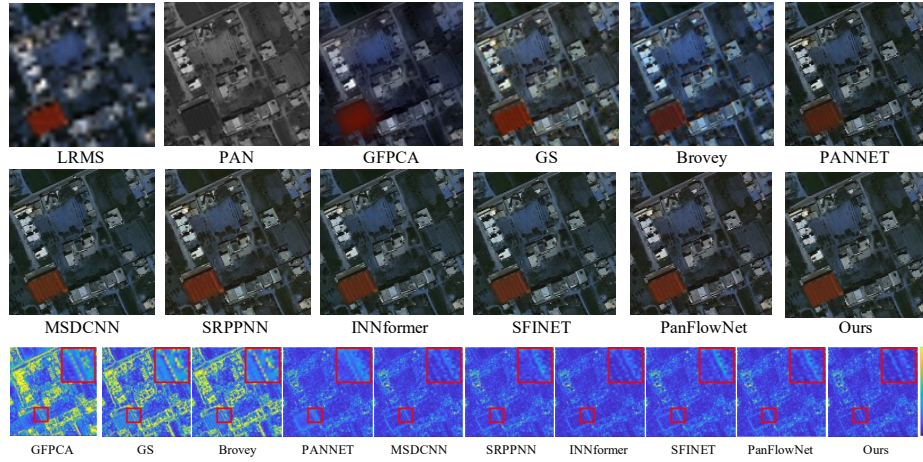 LRMS PAN GFPCA GS Brovey PANNET
MSDCNN SRPPNN INNformer SFINET PanFlowNet Ours
GFPCA GS Brovey PANNET MSDCNN SRPPNN INNformer SFINET PanFlowNet Ours